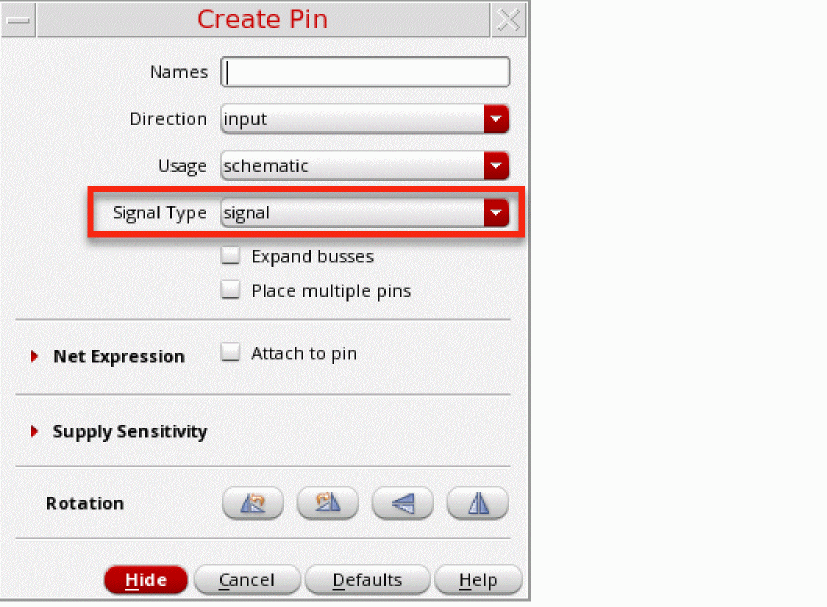 Create Pin
Names
Direction input
Usage schematic
Signal Type signal
Expand busses
Place multiple pins
Net Expression Attach to pin
Supply Sensitivity
Rotation
Hide Cancel Defaults Help